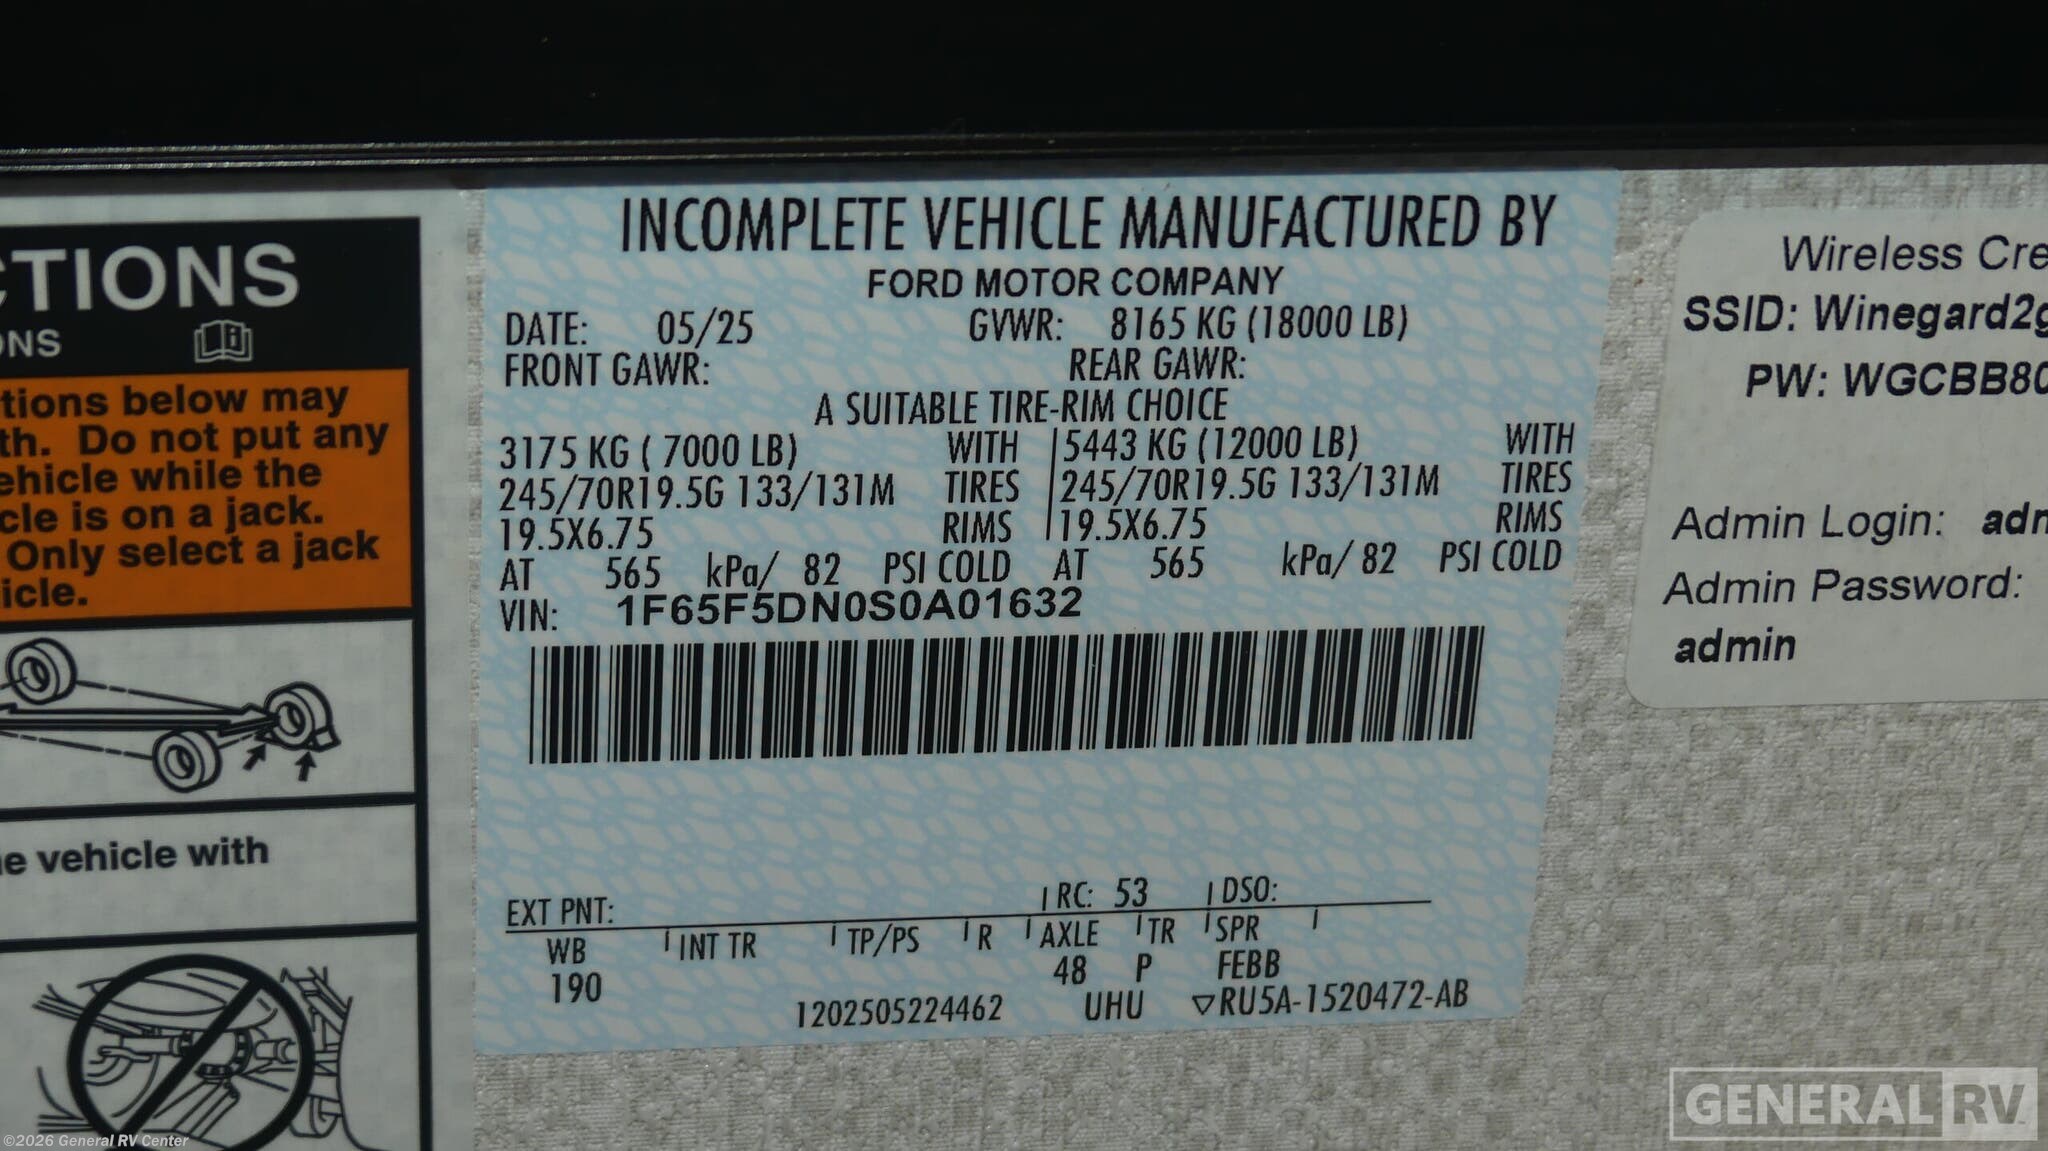 CTIONS
ONS
tions below may
th. Do not put any
ehicle while the
cle is on a jack.
Only select a jack
icle.
e vehicle with
INCOMPLETE VEHICLE MANUFACTURED BY
FORD MOTOR COMPANY
DATE: 05/25 GVWR: 8165 KG (18000 LB)
FRONT GAWR: REAR GAWR:
A SUITABLE TIRE-RIM CHOICE
3175 KG ( 7000 LB) WITH 5443 KG (12000 LB) WITH
245/70R19.5G 133/131M TIRES 245/70R19.5G 133/131M TIRES
19.5X6.75 RIMS 19.5X6.75 RIMS
AT 565 kPa/ 82 PSI COLD AT 565 kPa/ 82 PSI COLD
VIN: 1F65F5DN0S0A01632
EXT PNT: RC: 53 DSO:
WB INT TR TP/PS R AXLE TR SPR
190 48 P FEBB
1202505224462 UHU ▽RU5A-1520472-AB
Wireless Cre
SSID: Winegard2g
PW: WGCBB80
Admin Login: adm
Admin Password:
admin
GENERAL RV
©2026 General RV Center